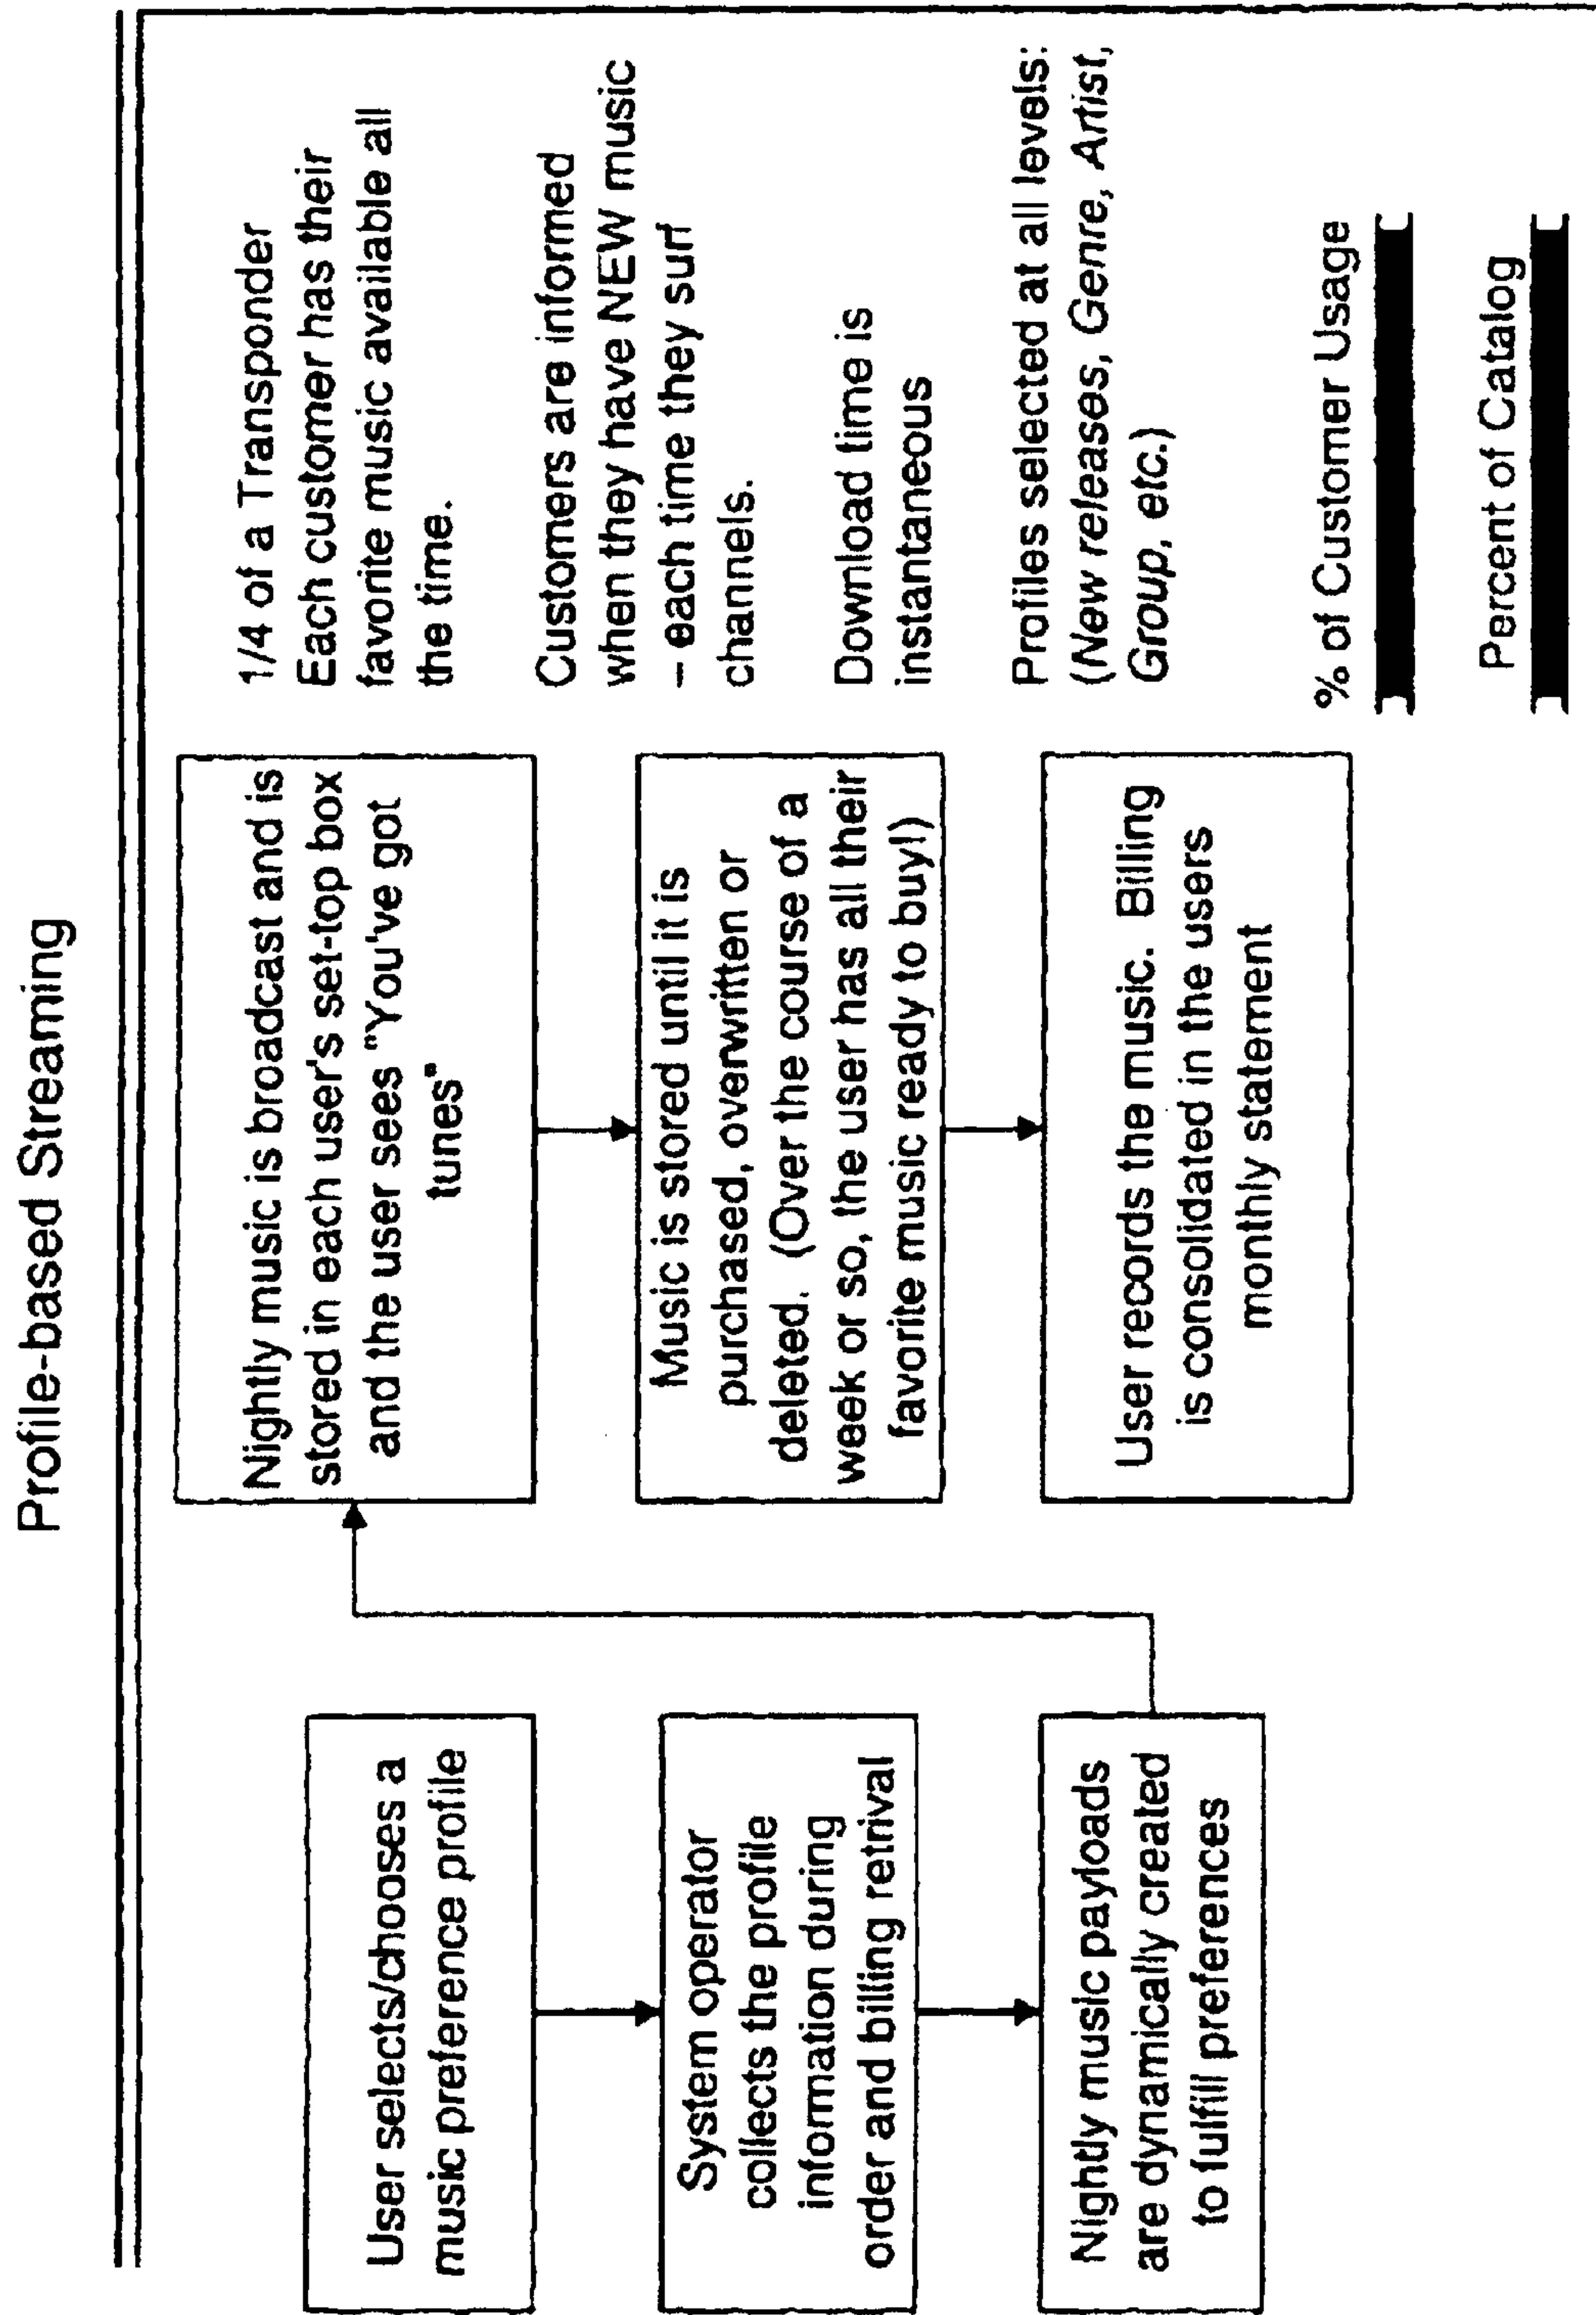 Profile-based Streaming
User selects/chooses a
music preference profile
System operator
collects the profile
information during
order and billing retrival
Nightly music payloads
are dynamically created
to fulfill preferences
Nightly music is broadcast and is
stored in each user's set-top box
and the user sees "You've got
tunes"
Music is stored until it is
purchased, overwritten or
deleted. (Over the course of a
week or so, the user has all their
favorite music ready to buy!)
User records the music. Billing
is consolidated in the users
monthly statement
1/4 of a Transponder
Each customer has their
favorite music available all
the time.
Customers are informed
when they have NEW music
– each time they surf
channels.
Download time is
instantaneous
Profiles selected at all levels:
(New releases, Genre, Artist,
Group, etc.)
% of Customer Usage
Percent of Catalog